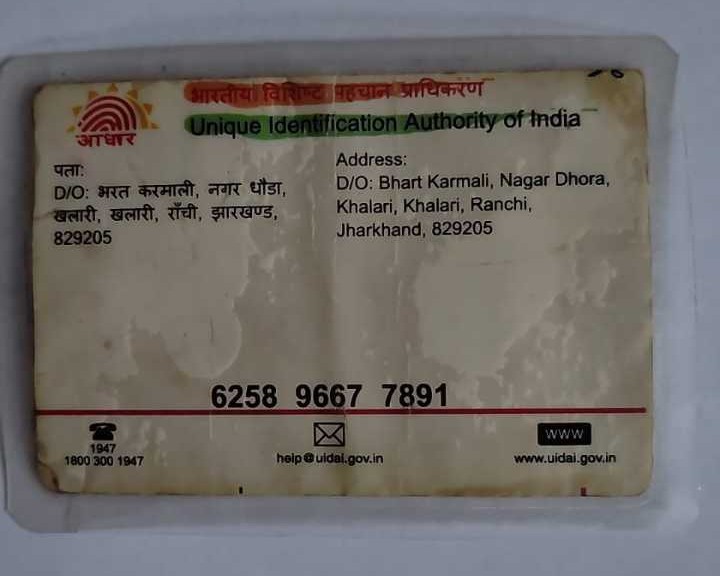 भारतीय विशिष्ट पहचान प्राधिकरण
Unique Identification Authority of India
आधार
पता:
D/O: भरत करमाली, नगर धौडा,
खलारी, खलारी, राँची, झारखण्ड,
829205
Address:
D/O: Bhart Karmali, Nagar Dhora,
Khalari, Khalari, Ranchi,
Jharkhand, 829205
6258 9667 7891
1947
1800 300 1947
help@uidai.gov.in
www
www.uidai.gov.in